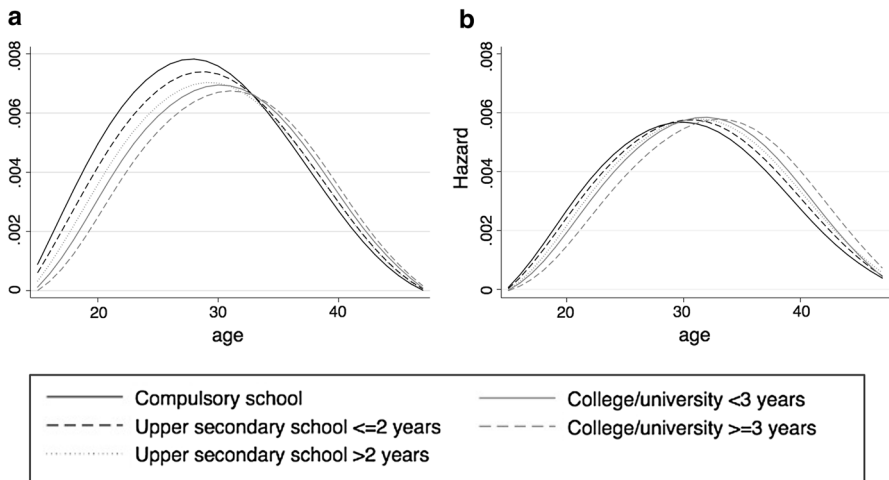 a
b
.008
.006
.004
.002
0
20
30
40
age
Hazard
.008
.006
.004
.002
0
20
30
40
age
Compulsory school
Upper secondary school <=2 years
Upper secondary school >2 years
College/university <3 years
College/university >=3 years